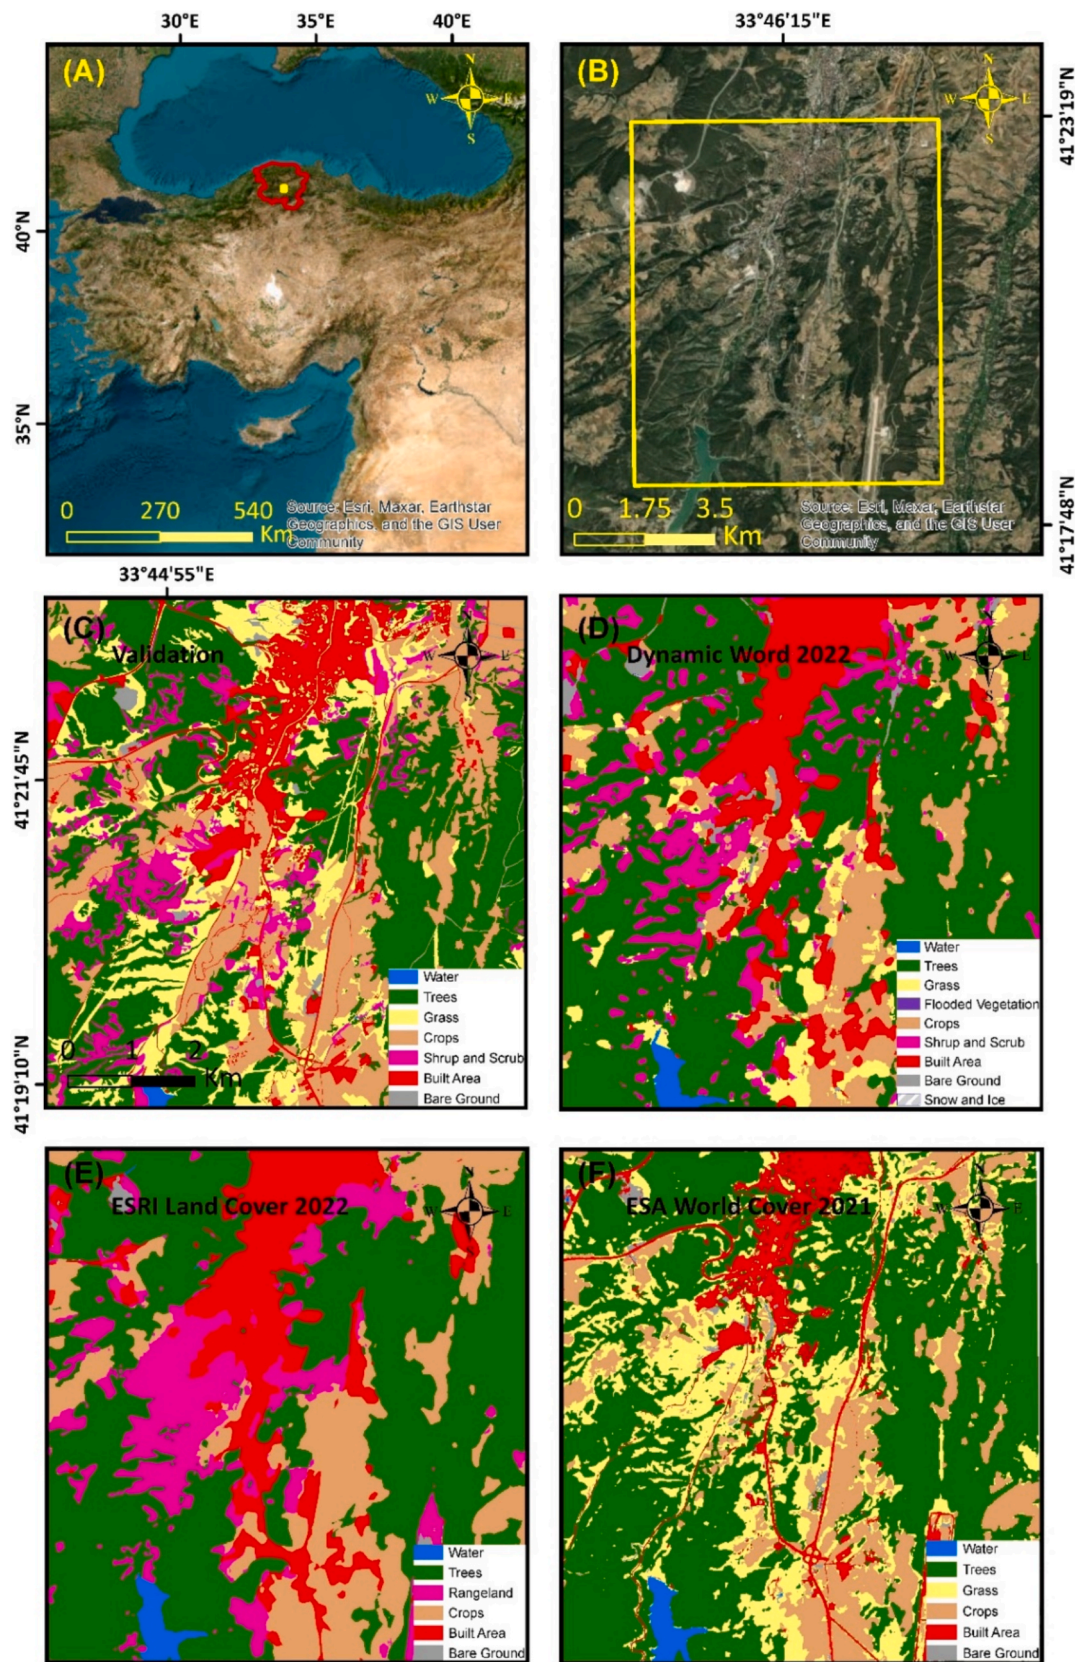 30°E 35°E 40°E 33°46'15"E
(A) N W E S
(B) N W E S
41°23'19"N
40°N
35°N
0 270 540 Km
Source: Esri, Maxar, Earthstar
Geographics, and the GIS User
Community
0 1.75 3.5 Km
Source: Esri, Maxar, Earthstar
Geographics, and the GIS User
Community
41°17'48"N
33°44'55"E
(C) N W E S
Validation
41°21'45"N
41°19'10"N
0 1 2
Km
Water
Trees
Grass
Crops
Shrup and Scrub
Built Area
Bare Ground
(D) N W E S
Dynamic Word 2022
Water
Trees
Grass
Flooded Vegetation
Crops
Shrup and Scrub
Built Area
Bare Ground
Snow and Ice
(E) N W E S
ESRI Land Cover 2022
Water
Trees
Rangeland
Crops
Built Area
Bare Ground
(F) N W E S
ESA World Cover 2021
Water
Trees
Grass
Crops
Built Area
Bare Ground